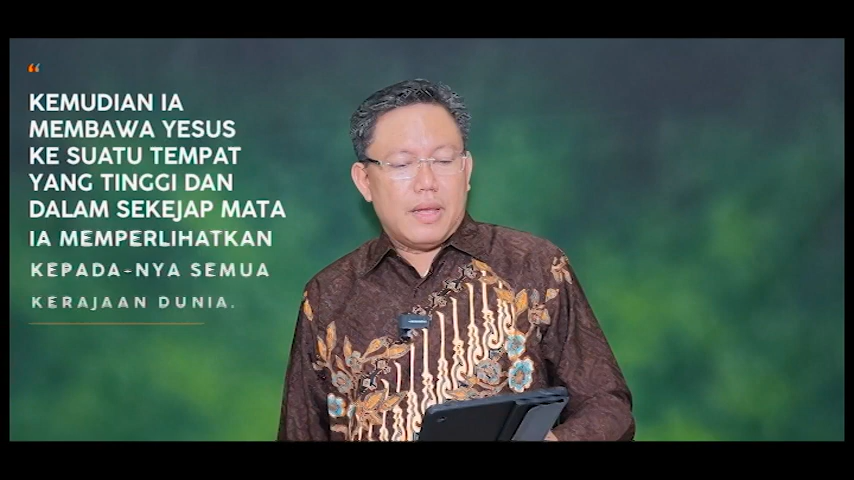 “
KEMUDIAN IA
MEMBAWA YESUS
KE SUATU TEMPAT
YANG TINGGI DAN
DALAM SEKEJAP MATA
IA MEMPERLIHATKAN
KEPADA-NYA SEMUA
KERAJAAN DUNIA.